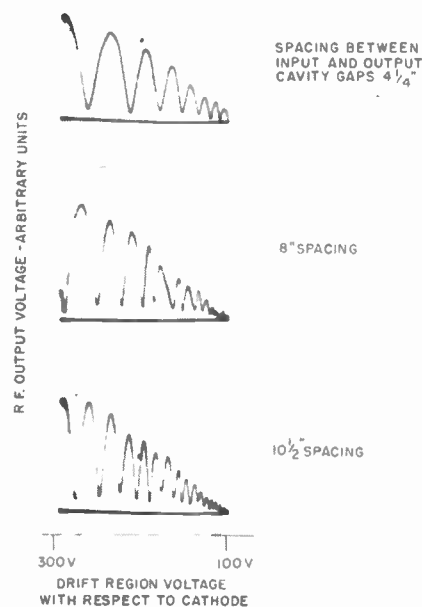 SPACING BETWEEN
INPUT AND OUTPUT
CAVITY GAPS 4 1/4"
R F. OUTPUT VOLTAGE - ARBITRARY UNITS
8" SPACING
10 1/2" SPACING
300V
100V
DRIFT REGION VOLTAGE
WITH RESPECT TO CATHODE